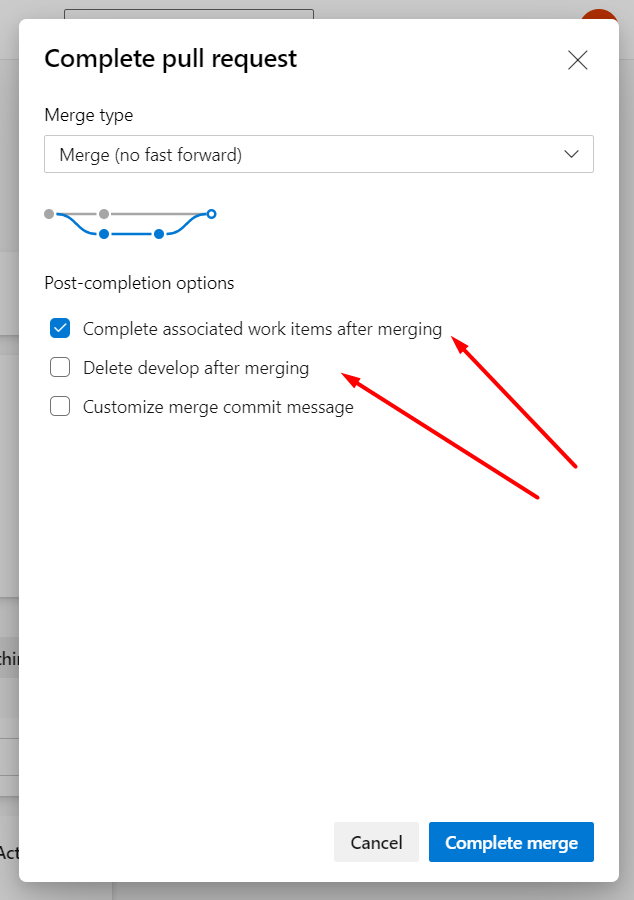 Complete pull request
Merge type
Merge (no fast forward)
Post-completion options
Complete associated work items after merging
Delete develop after merging
Customize merge commit message
Cancel
Complete merge